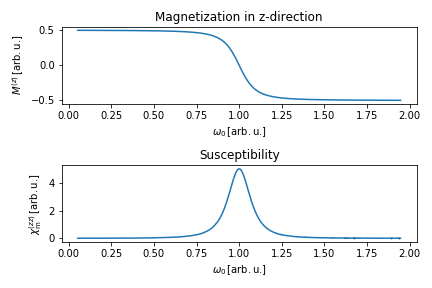 Magnetization in z-direction
M^(z) [arb. u.]
0.5
0.0
−0.5
0.00 0.25 0.50 0.75 1.00 1.25 1.50 1.75 2.00
ω₀ [arb. u.]
Susceptibility
χ_m^(zz) [arb. u.]
4
2
0
0.00 0.25 0.50 0.75 1.00 1.25 1.50 1.75 2.00
ω₀ [arb. u.]